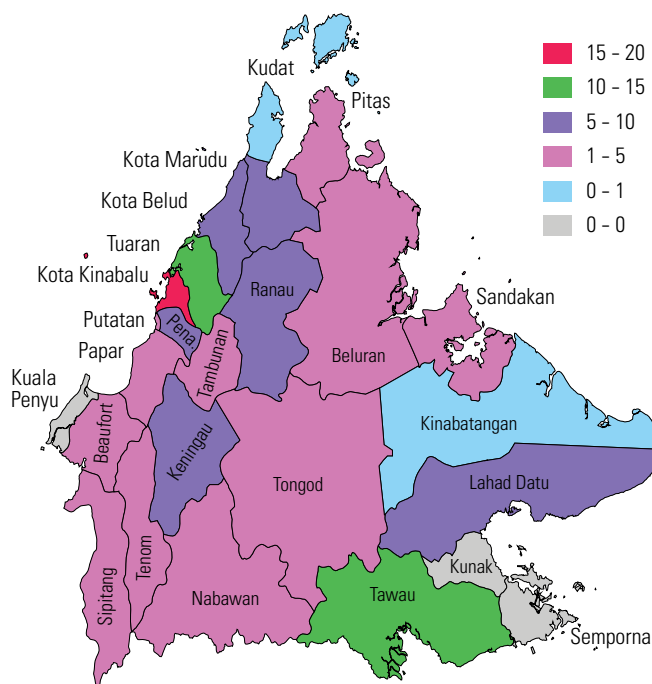 Kudat
Pitas
15 – 20
10 – 15
5 – 10
1 – 5
0 – 1
0 – 0
Kota Marudu
Kota Belud
Tuaran
Kota Kinabalu
Ranau
Sandakan
Putatan
Pena.
Papar
Tambunan
Beluran
Kuala
Penyu
Beaufort
Keningau
Kinabatangan
Tongod
Lahad Datu
Sipitang
Tenom
Nabawan
Tawau
Kunak
Semporna